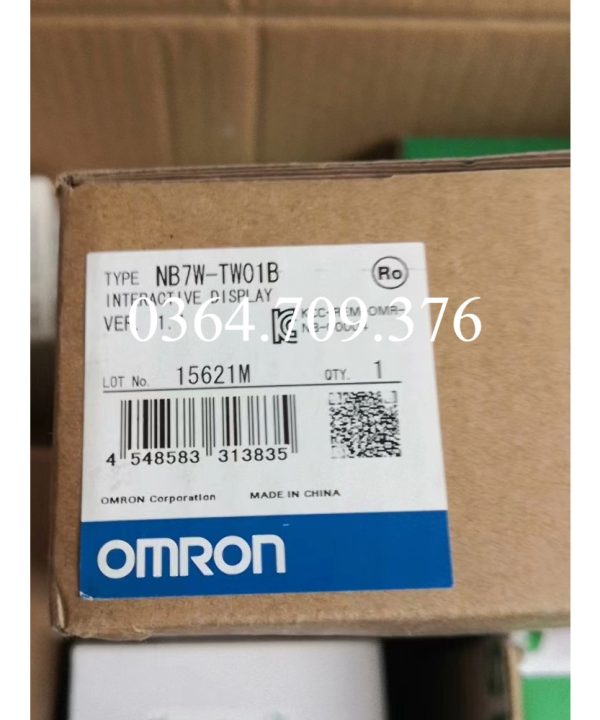 TYPE NB7W-TW01B
Ro
INTERACTIVE DISPLAY
VER. 1.
0364.709.376
LOT No. 15621M
QTY. 1
4 548583 313835
OMRON Corporation MADE IN CHINA
OMRON